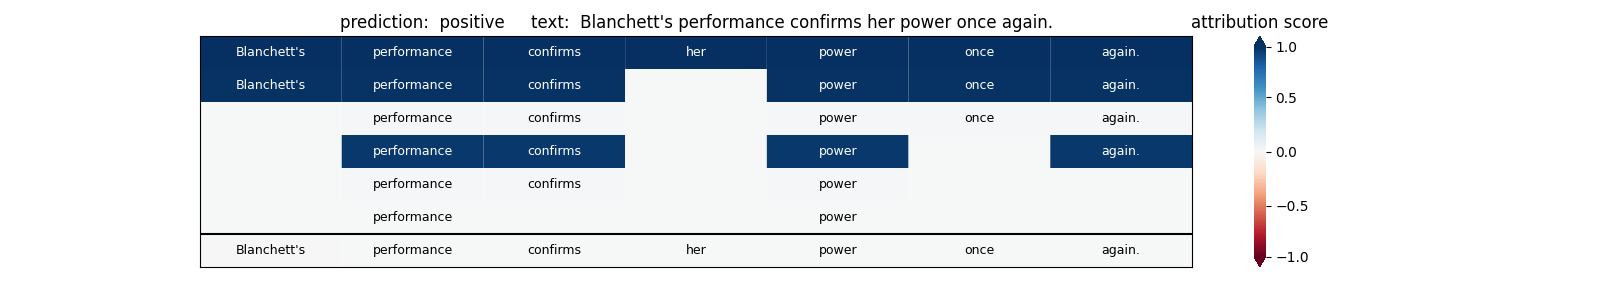 prediction:  positive     text:  Blanchett's performance confirms her power once again.
attribution score
Blanchett's performance confirms her power once again.
Blanchett's performance confirms power once again.
performance confirms power once again.
performance confirms power again.
performance confirms power
performance power
Blanchett's performance confirms her power once again.
1.0
0.5
0.0
−0.5
−1.0